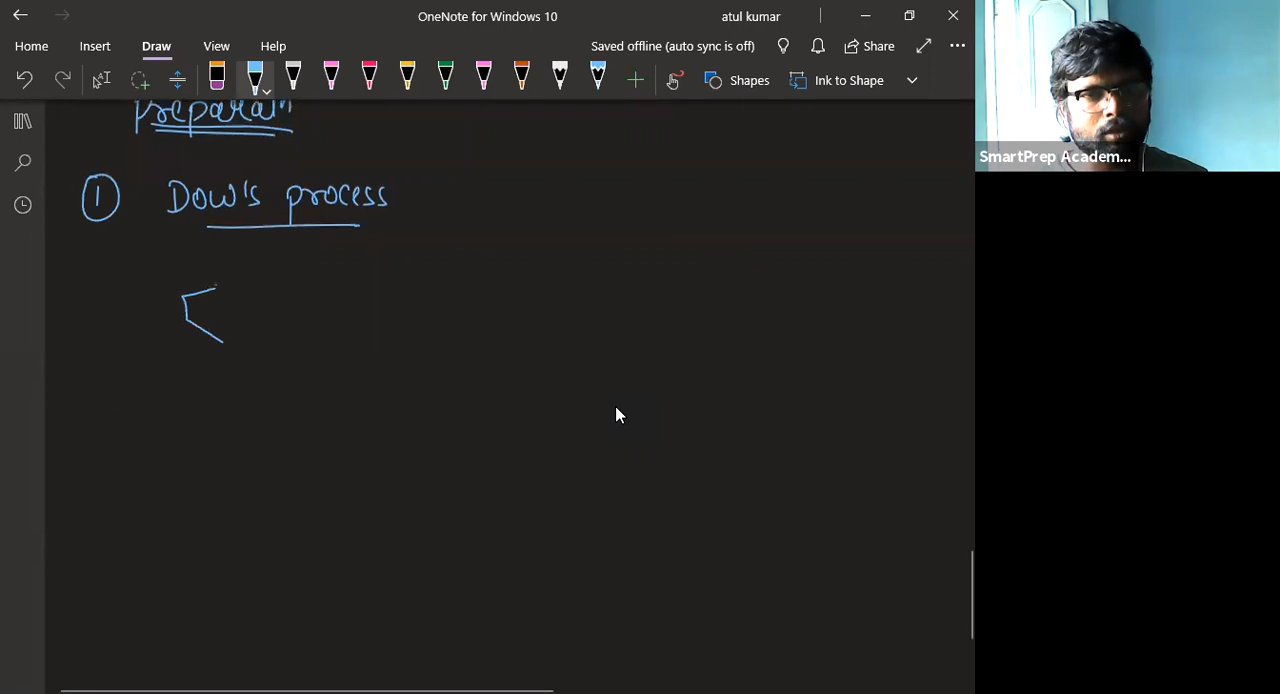 OneNote for Windows 10
atul kumar
Home Insert Draw View Help
Saved offline (auto sync is off)
Share
Shapes
Ink to Shape
SmartPrep Academ...
① Dow's process